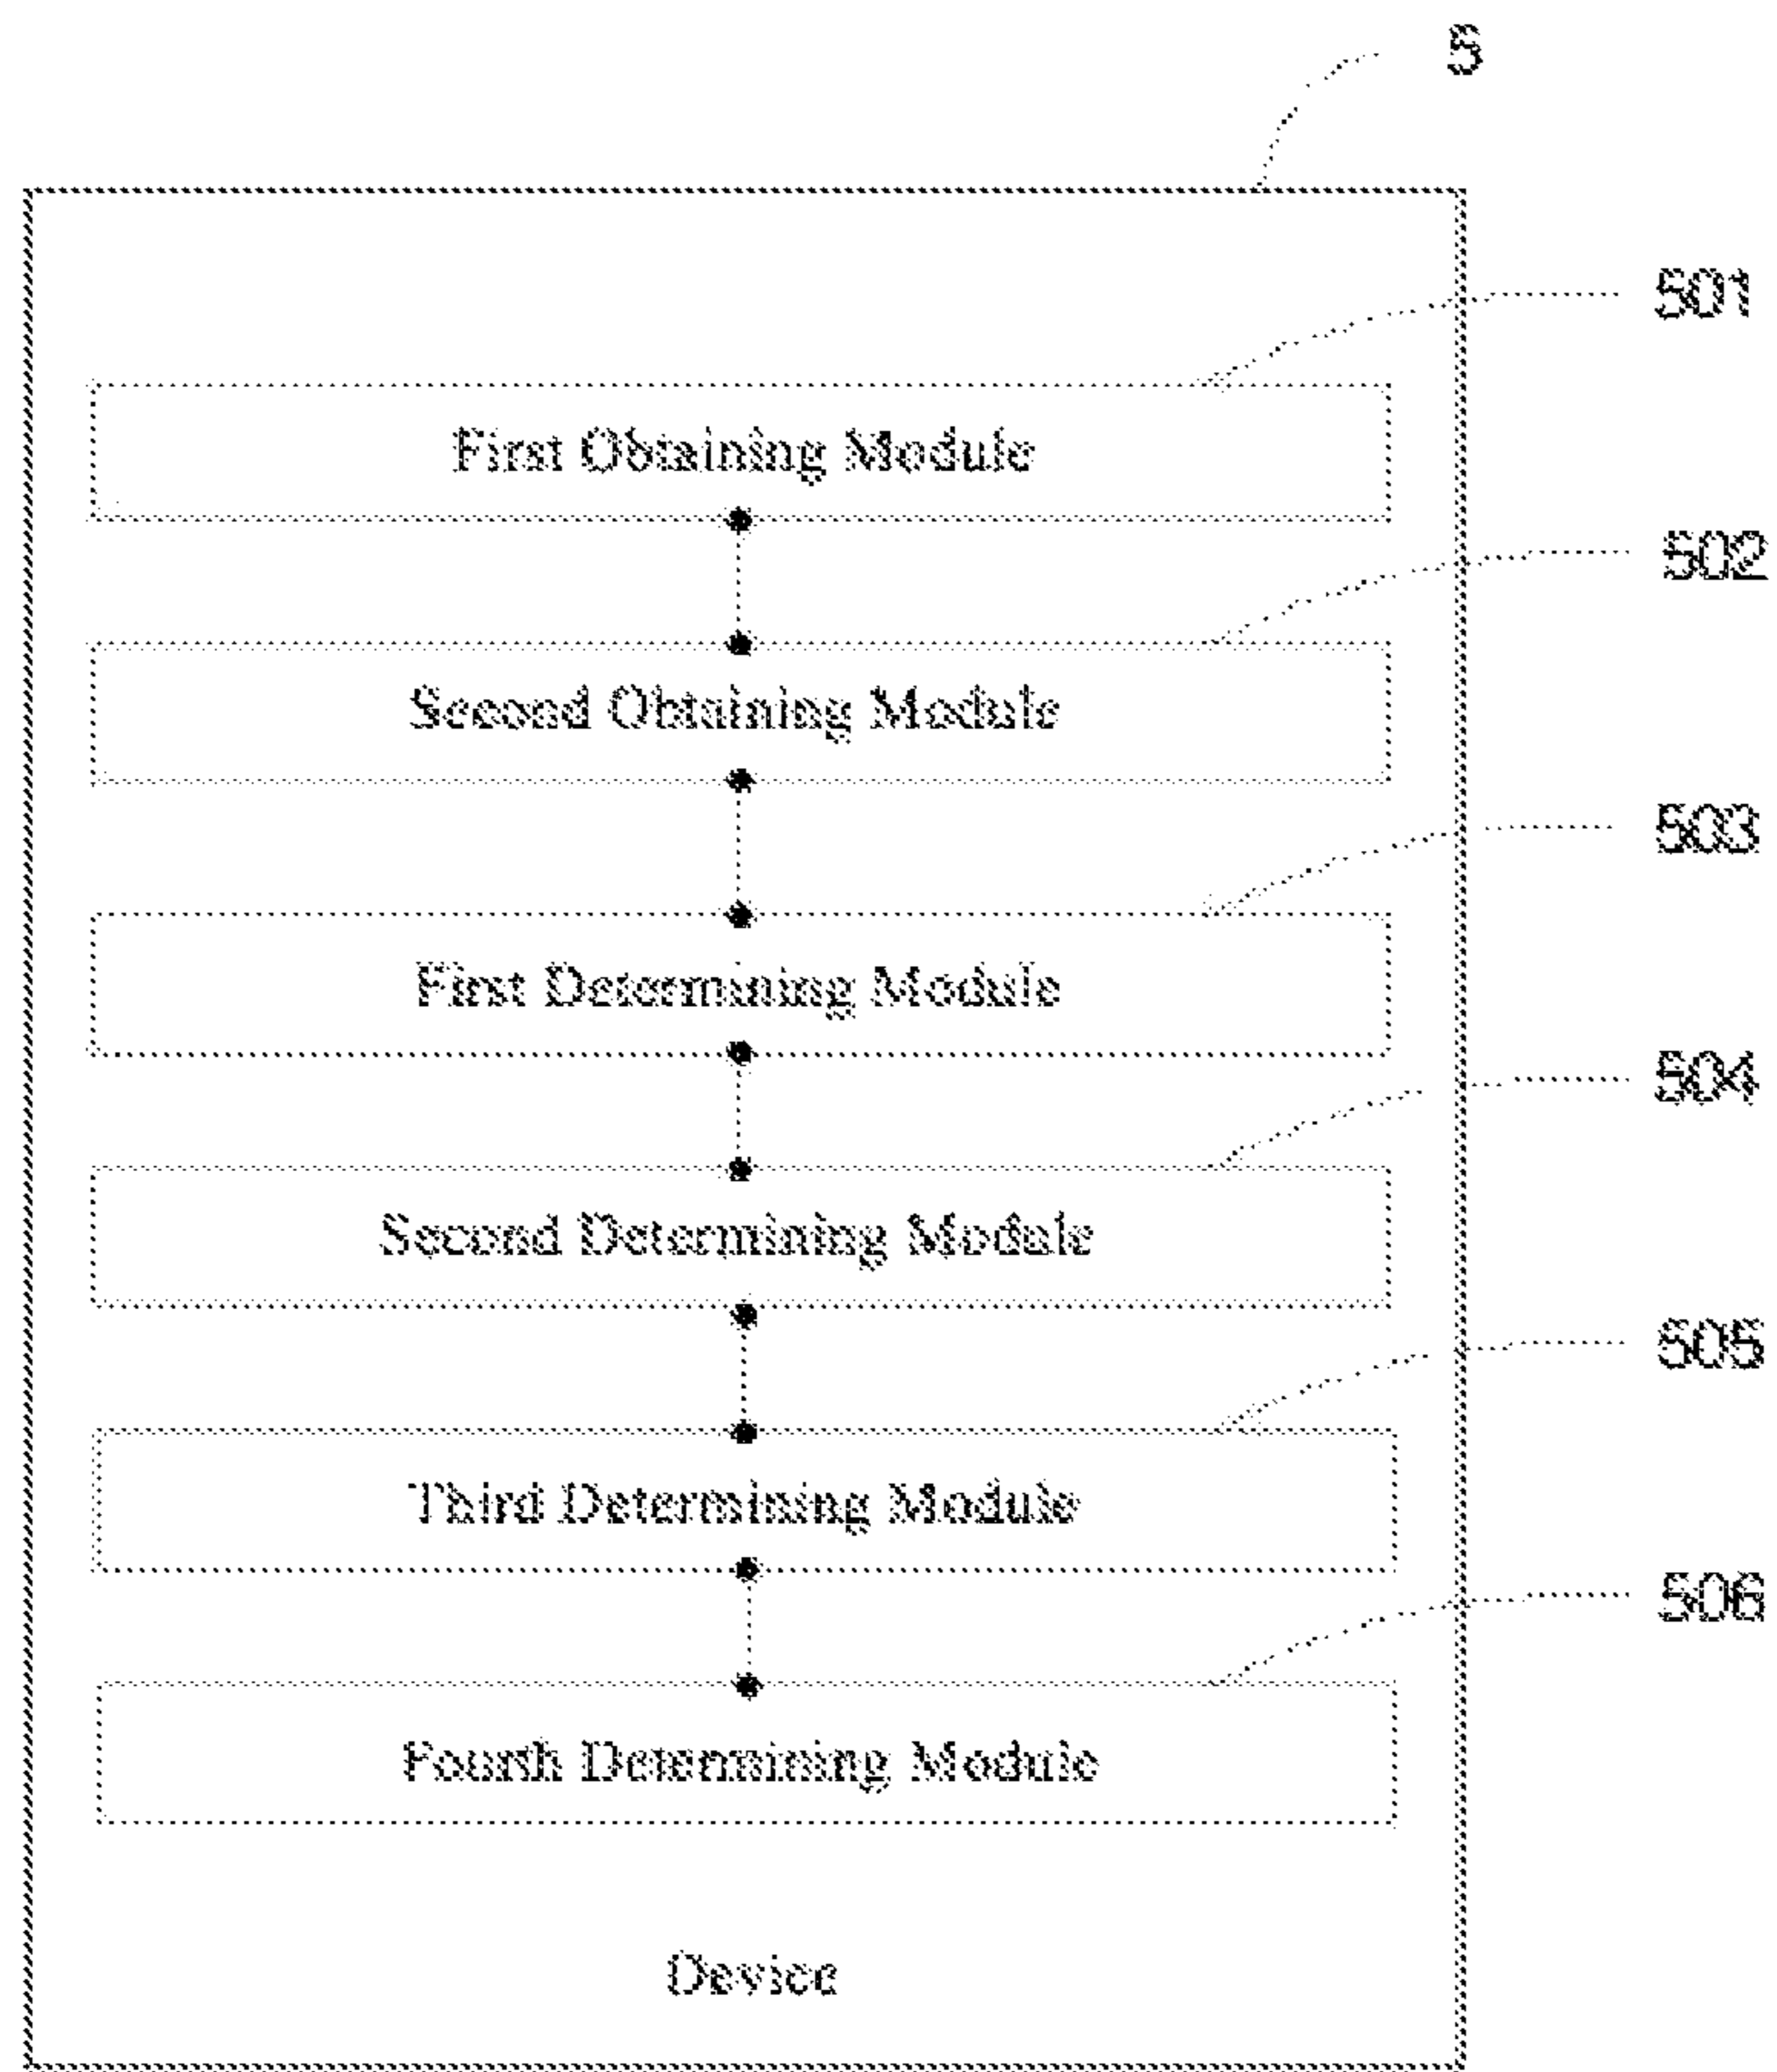 5
501
First Obtaining Module
502
Second Obtaining Module
503
First Determining Module
504
Second Determining Module
505
Third Determining Module
506
Fourth Determining Module
Device